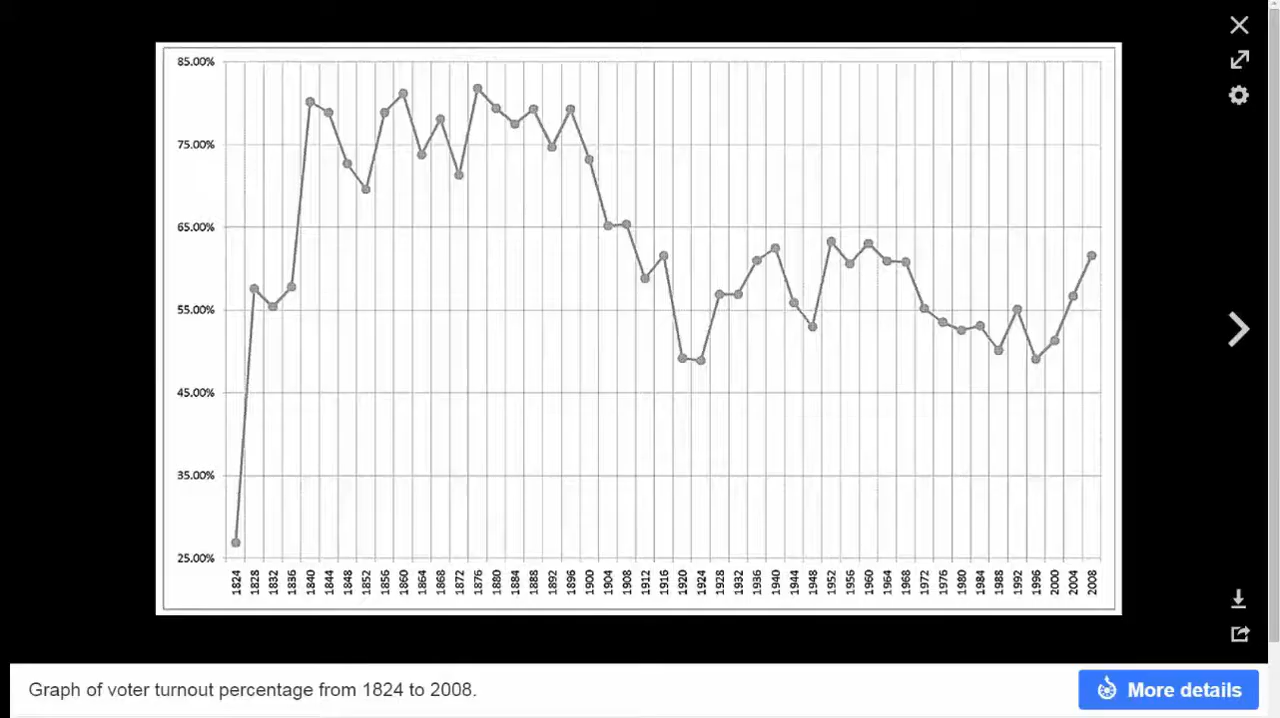 85.00%
75.00%
65.00%
55.00%
45.00%
35.00%
25.00%
1824 1828 1832 1836 1840 1844 1848 1852 1856 1860 1864 1868 1872 1876 1880 1884 1888 1892 1896 1900 1904 1908 1912 1916 1920 1924 1928 1932 1936 1940 1944 1948 1952 1956 1960 1964 1968 1972 1976 1980 1984 1988 1992 1996 2000 2004 2008
Graph of voter turnout percentage from 1824 to 2008.
More details